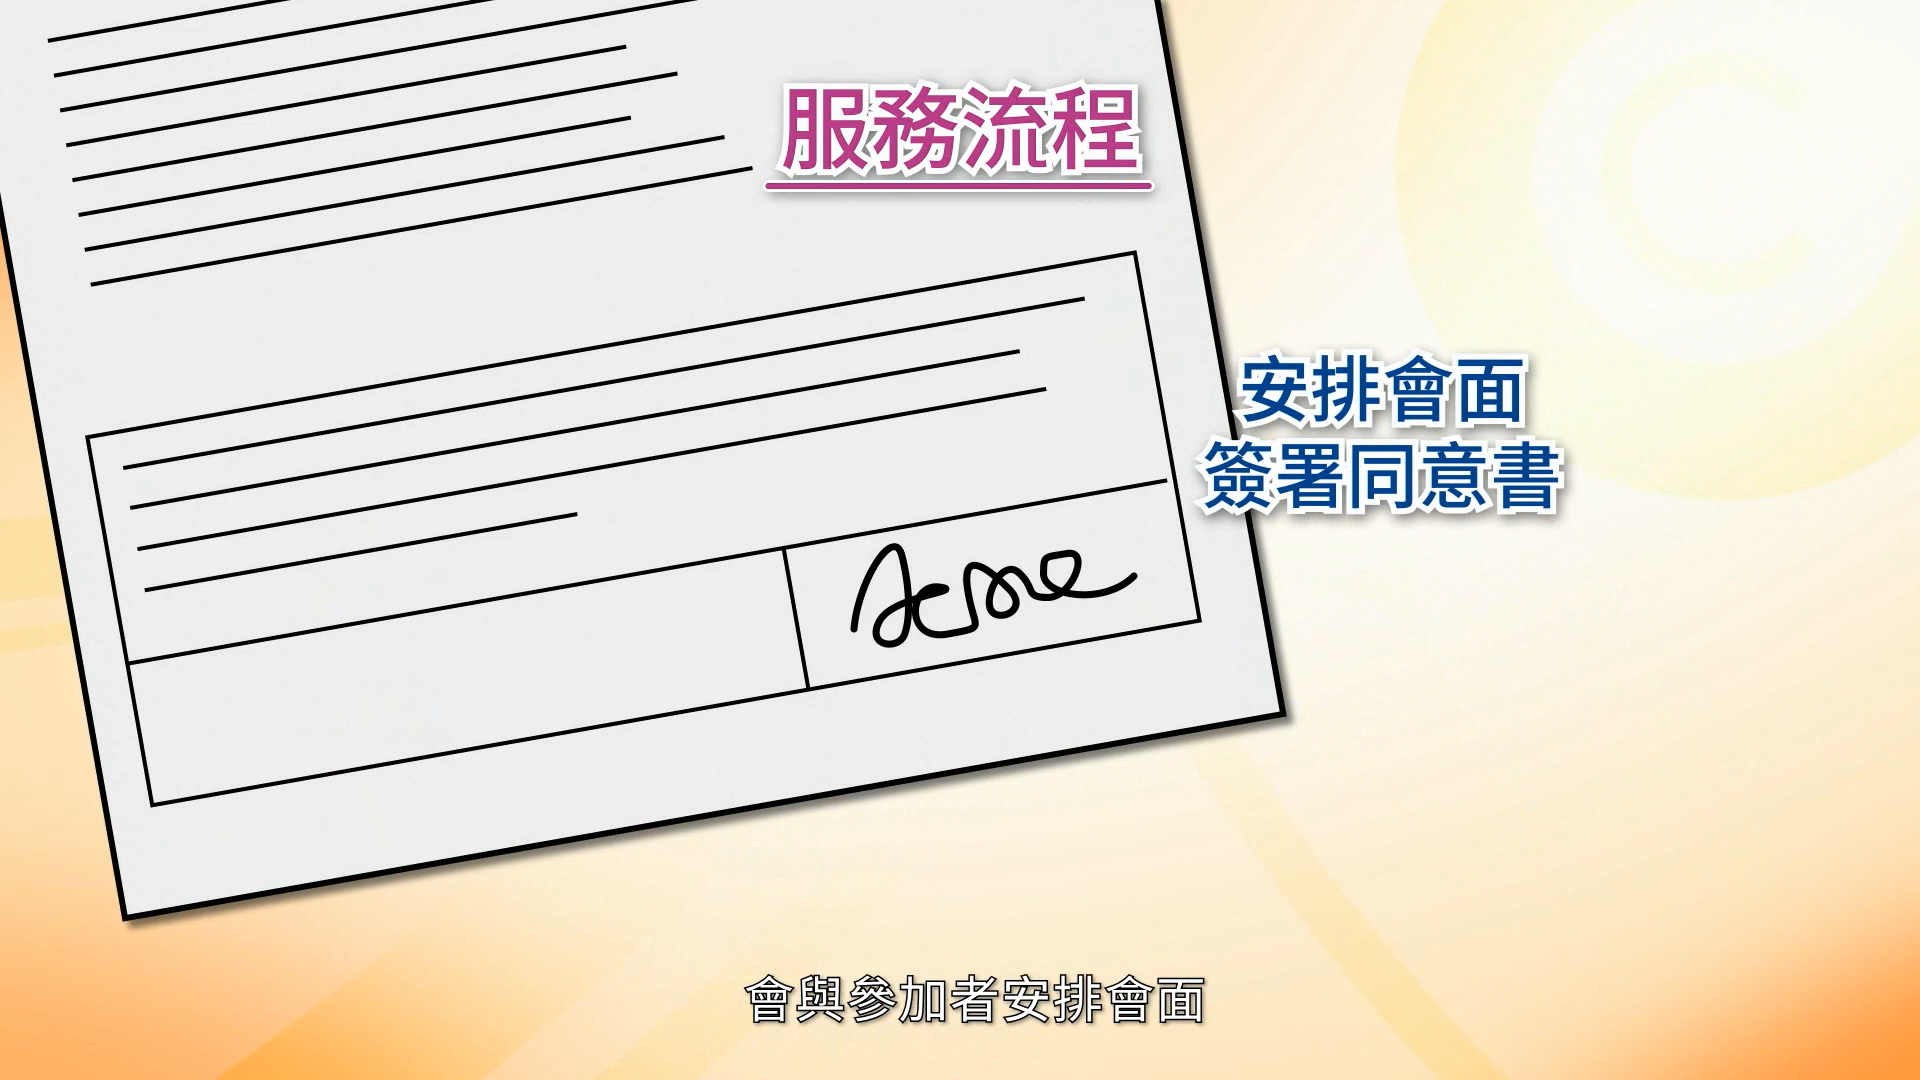 服務流程
安排會面
簽署同意書
會與參加者安排會面